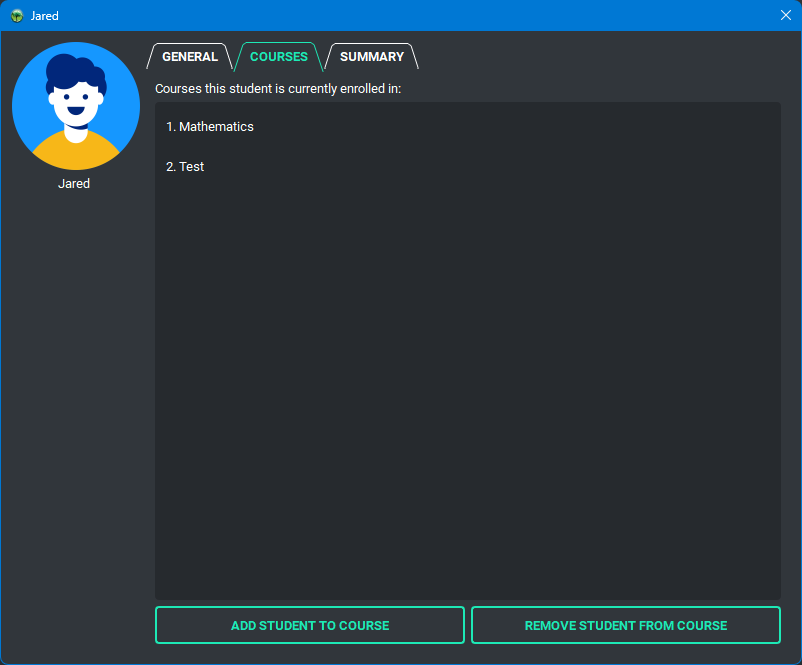 Jared
GENERAL COURSES SUMMARY
Courses this student is currently enrolled in:
1. Mathematics
2. Test
Jared
ADD STUDENT TO COURSE REMOVE STUDENT FROM COURSE